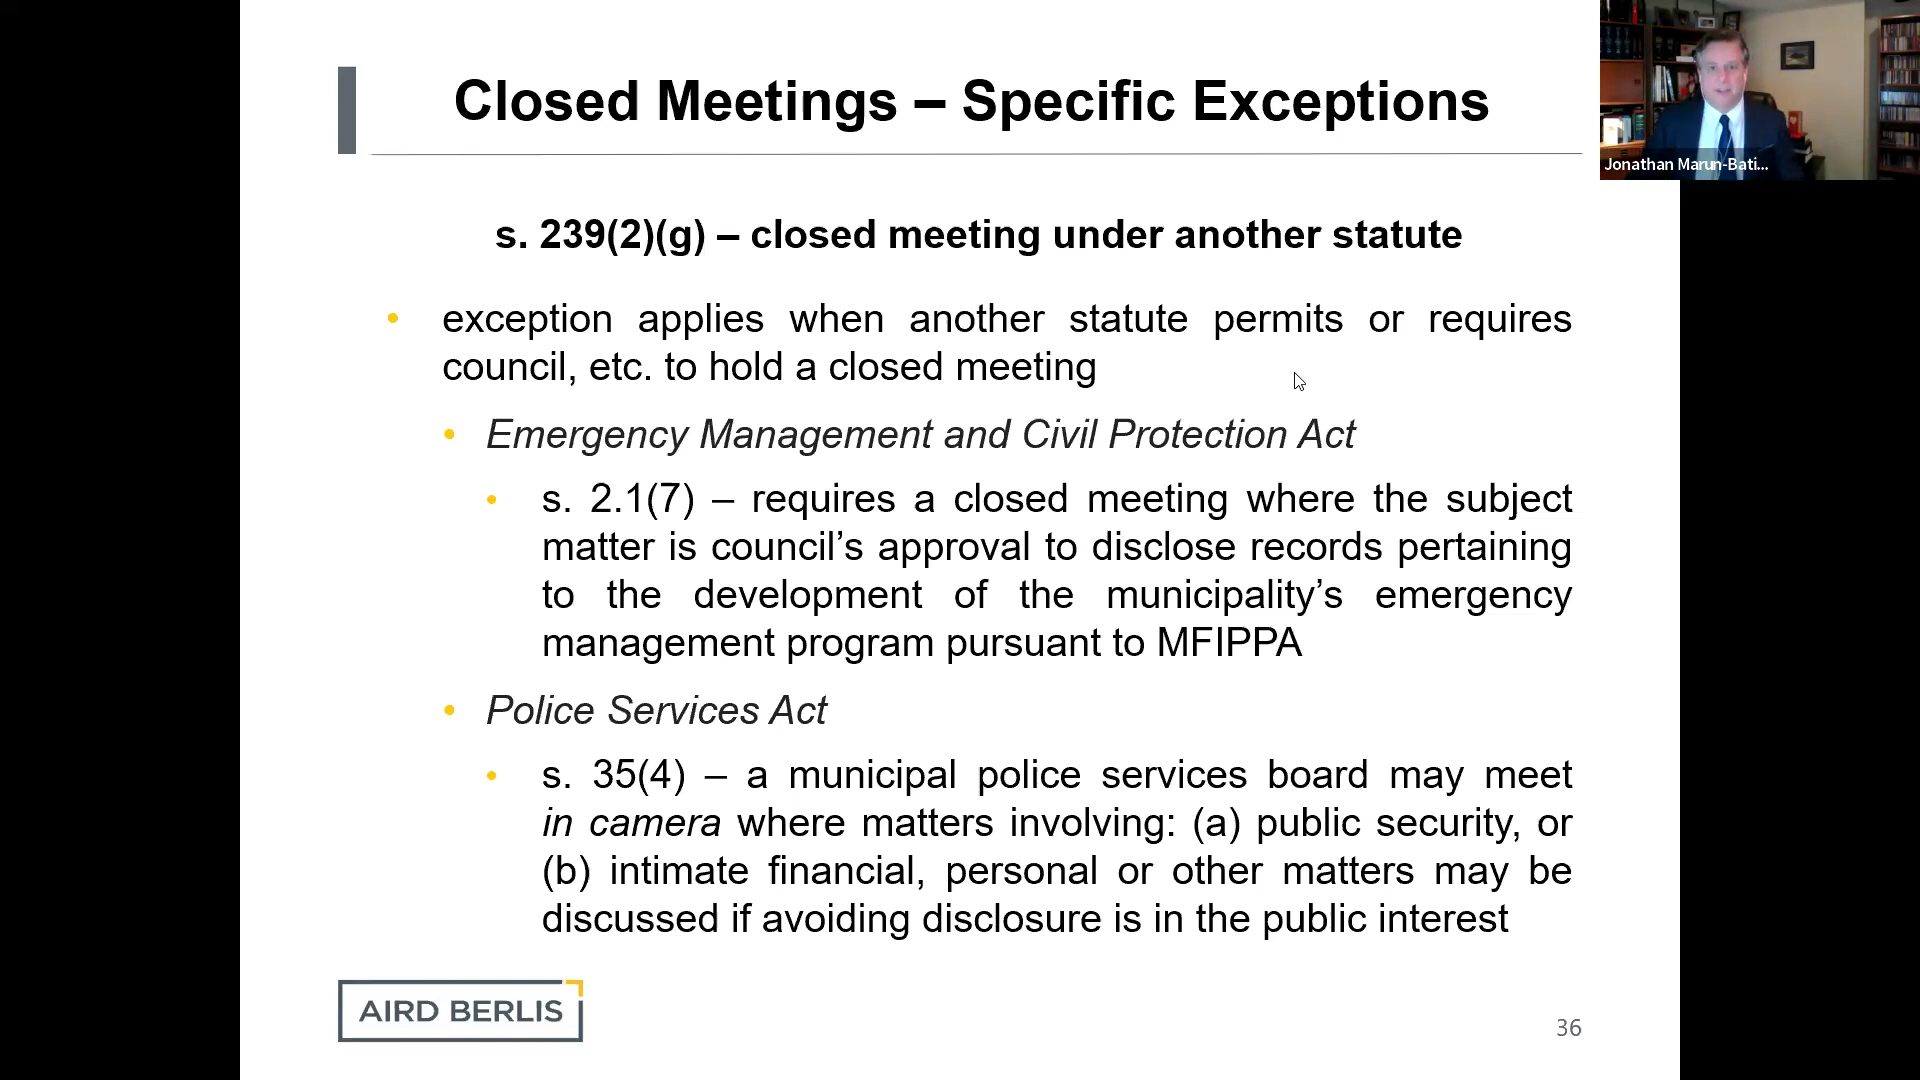 Closed Meetings – Specific Exceptions
Jonathan Marun-Bati...
s. 239(2)(g) – closed meeting under another statute
• exception applies when another statute permits or requires
council, etc. to hold a closed meeting
• Emergency Management and Civil Protection Act
• s. 2.1(7) – requires a closed meeting where the subject
matter is council’s approval to disclose records pertaining
to the development of the municipality’s emergency
management program pursuant to MFIPPA
• Police Services Act
• s. 35(4) – a municipal police services board may meet
in camera where matters involving: (a) public security, or
(b) intimate financial, personal or other matters may be
discussed if avoiding disclosure is in the public interest
AIRD BERLIS
36